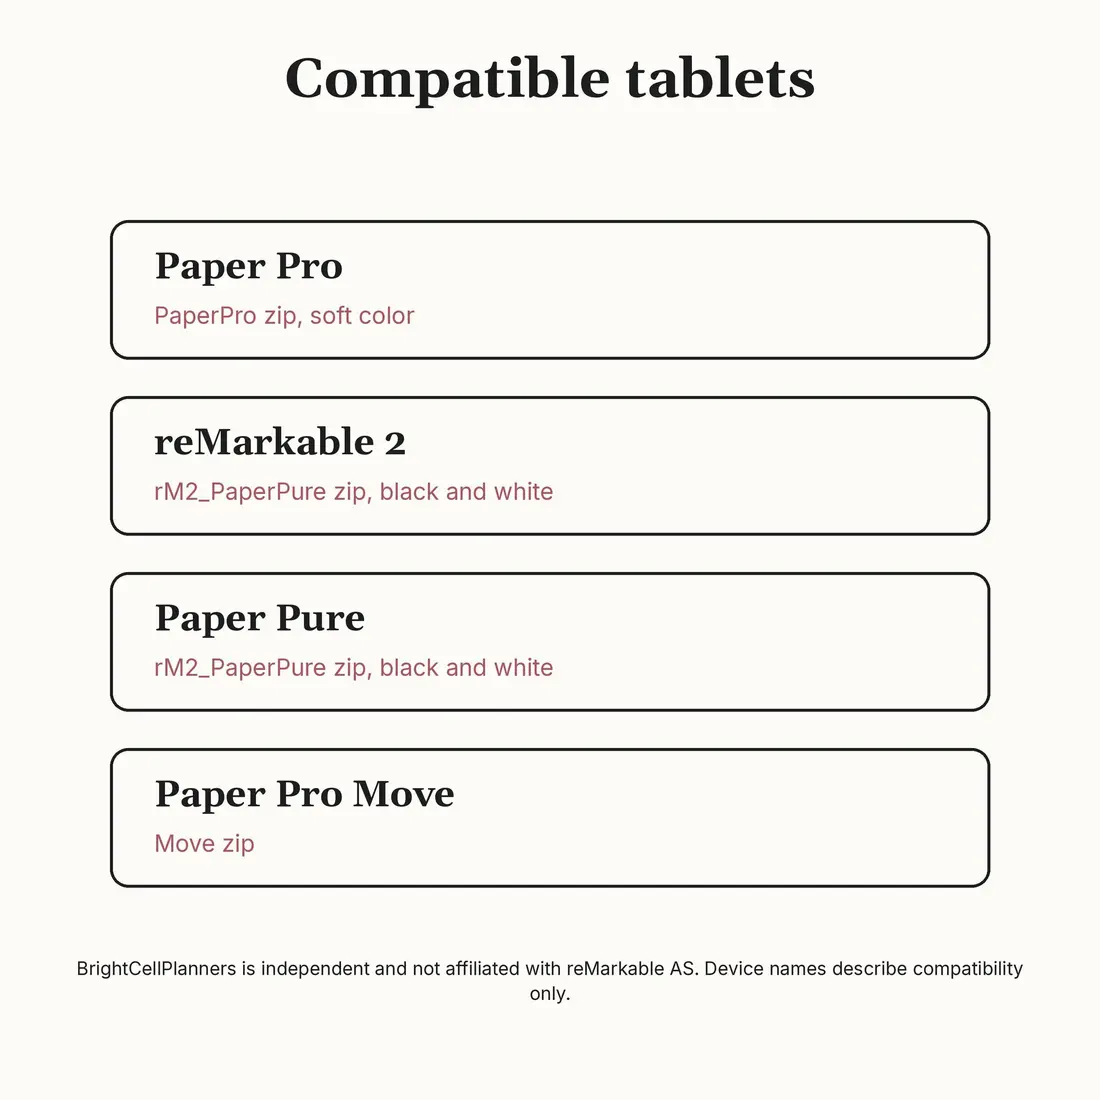 Compatible tablets
Paper Pro
PaperPro zip, soft color
reMarkable 2
rM2_PaperPure zip, black and white
Paper Pure
rM2_PaperPure zip, black and white
Paper Pro Move
Move zip
BrightCellPlanners is independent and not affiliated with reMarkable AS. Device names describe compatibility
only.